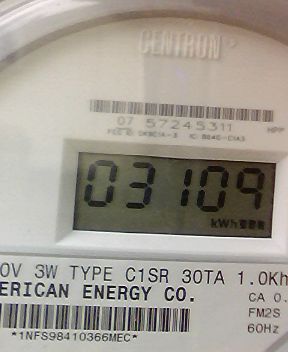 CENTRON®
07 57245311
HPP
03109
kWh
0V 3W TYPE C1SR 30TA 1.0Kh
ERICAN ENERGY CO.
CA 0.
FM2S
60Hz
*1NFS98410366MEC*